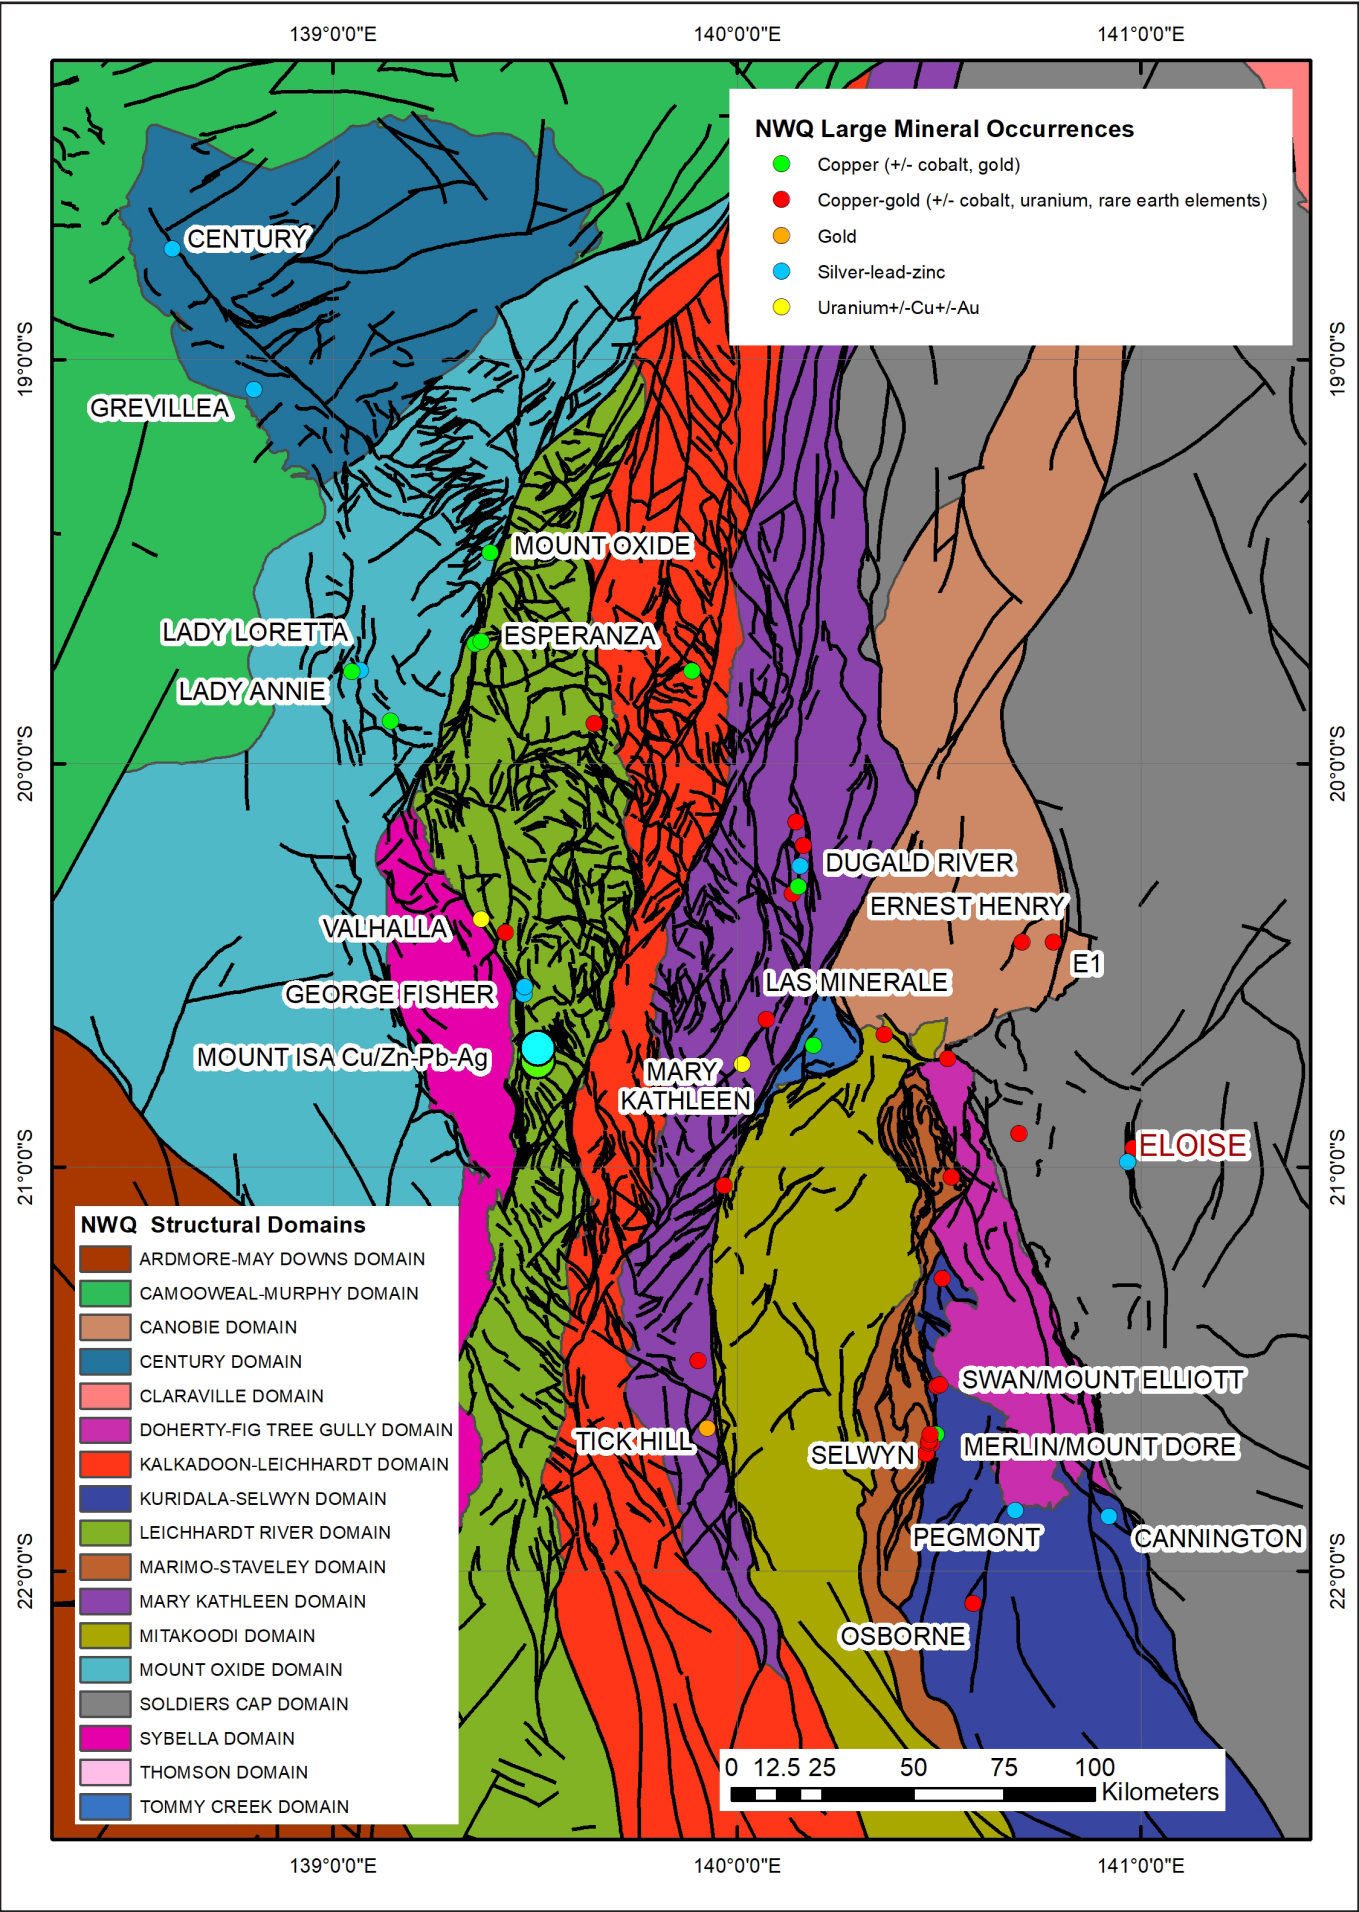 139°0'0"E
140°0'0"E
141°0'0"E
NWQ Large Mineral Occurrences
Copper (+/- cobalt, gold)
Copper-gold (+/- cobalt, uranium, rare earth elements)
Gold
Silver-lead-zinc
Uranium+/-Cu+/-Au
CENTURY
19°0'0"S
19°0'0"S
GREVILLEA
MOUNT OXIDE
LADY LORETTA
ESPERANZA
LADY ANNIE
20°0'0"S
20°0'0"S
DUGALD RIVER
ERNEST HENRY
VALHALLA
E1
LAS MINERALE
GEORGE FISHER
MOUNT ISA Cu/Zn-Pb-Ag
MARY
KATHLEEN
ELOISE
21°0'0"S
21°0'0"S
NWQ Structural Domains
ARDMORE-MAY DOWNS DOMAIN
CAMOOWEAL-MURPHY DOMAIN
CANOBIE DOMAIN
CENTURY DOMAIN
CLARAVILLE DOMAIN
DOHERTY-FIG TREE GULLY DOMAIN
KALKADOON-LEICHHARDT DOMAIN
KURIDALA-SELWYN DOMAIN
LEICHHARDT RIVER DOMAIN
MARIMO-STAVELEY DOMAIN
MARY KATHLEEN DOMAIN
MITAKOODI DOMAIN
MOUNT OXIDE DOMAIN
SOLDIERS CAP DOMAIN
SYBELLA DOMAIN
THOMSON DOMAIN
TOMMY CREEK DOMAIN
SWAN/MOUNT ELLIOTT
TICK HILL
SELWYN
MERLIN/MOUNT DORE
PEGMONT
CANNINGTON
22°0'0"S
22°0'0"S
OSBORNE
0 12.5 25 50 75 100
Kilometers
139°0'0"E
140°0'0"E
141°0'0"E